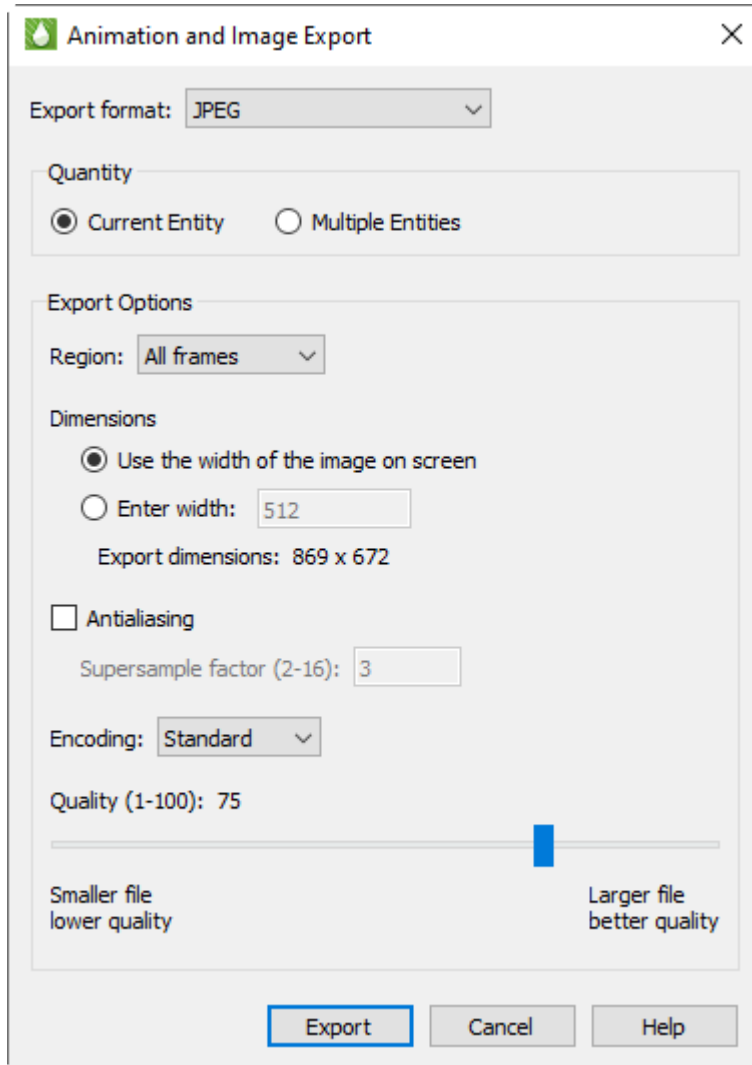 Animation and Image Export
Export format: JPEG
Quantity
Current Entity Multiple Entities
Export Options
Region: All frames
Dimensions
Use the width of the image on screen
Enter width: 512
Export dimensions: 869 x 672
Antialiasing
Supersample factor (2-16): 3
Encoding: Standard
Quality (1-100): 75
Smaller file Larger file
lower quality better quality
Export Cancel Help